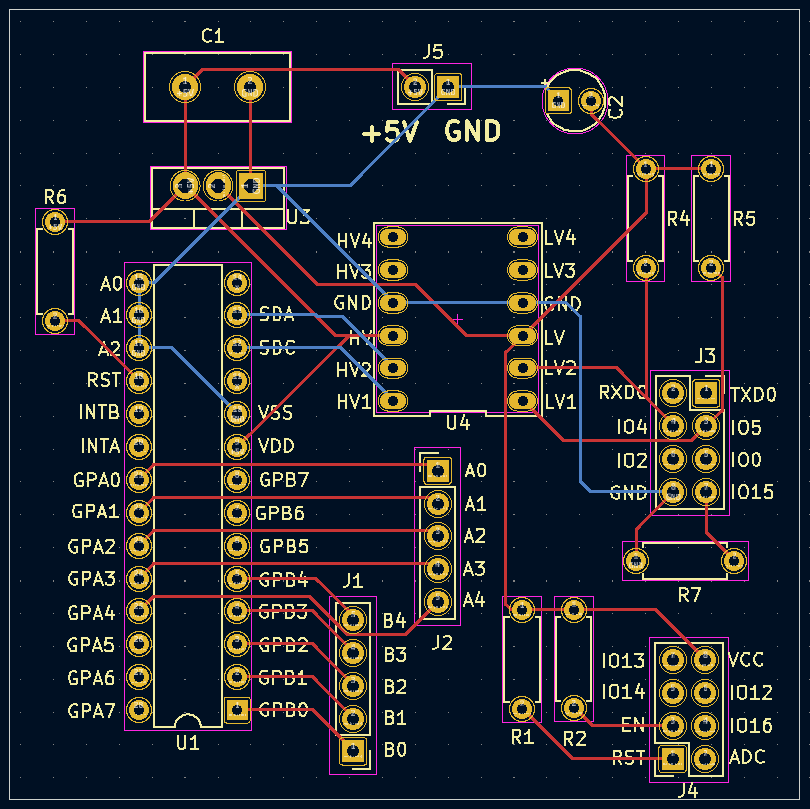 C1
J5
C2
+5V GND
R6
U3
R4
R5
HV4 LV4
HV3 LV3
GND GND
HV LV
HV2 LV2
HV1 LV1
U4
A0
A1 SDA
A2 SDC
RST
INTB VSS
INTA VDD
GPA0 GPB7
GPA1 GPB6
GPA2 GPB5
GPA3 GPB4
GPA4 GPB3
GPA5 GPB2
GPA6 GPB1
GPA7 GPB0
U1
J3
TXD0
IO4 IO5
IO2 IO0
GND IO15
R7
A0
A1
A2
A3
A4
J2
J1
B4
B3
B2
B1
B0
R1
R2
IO13 VCC
IO14 IO12
EN IO16
RST ADC
J4